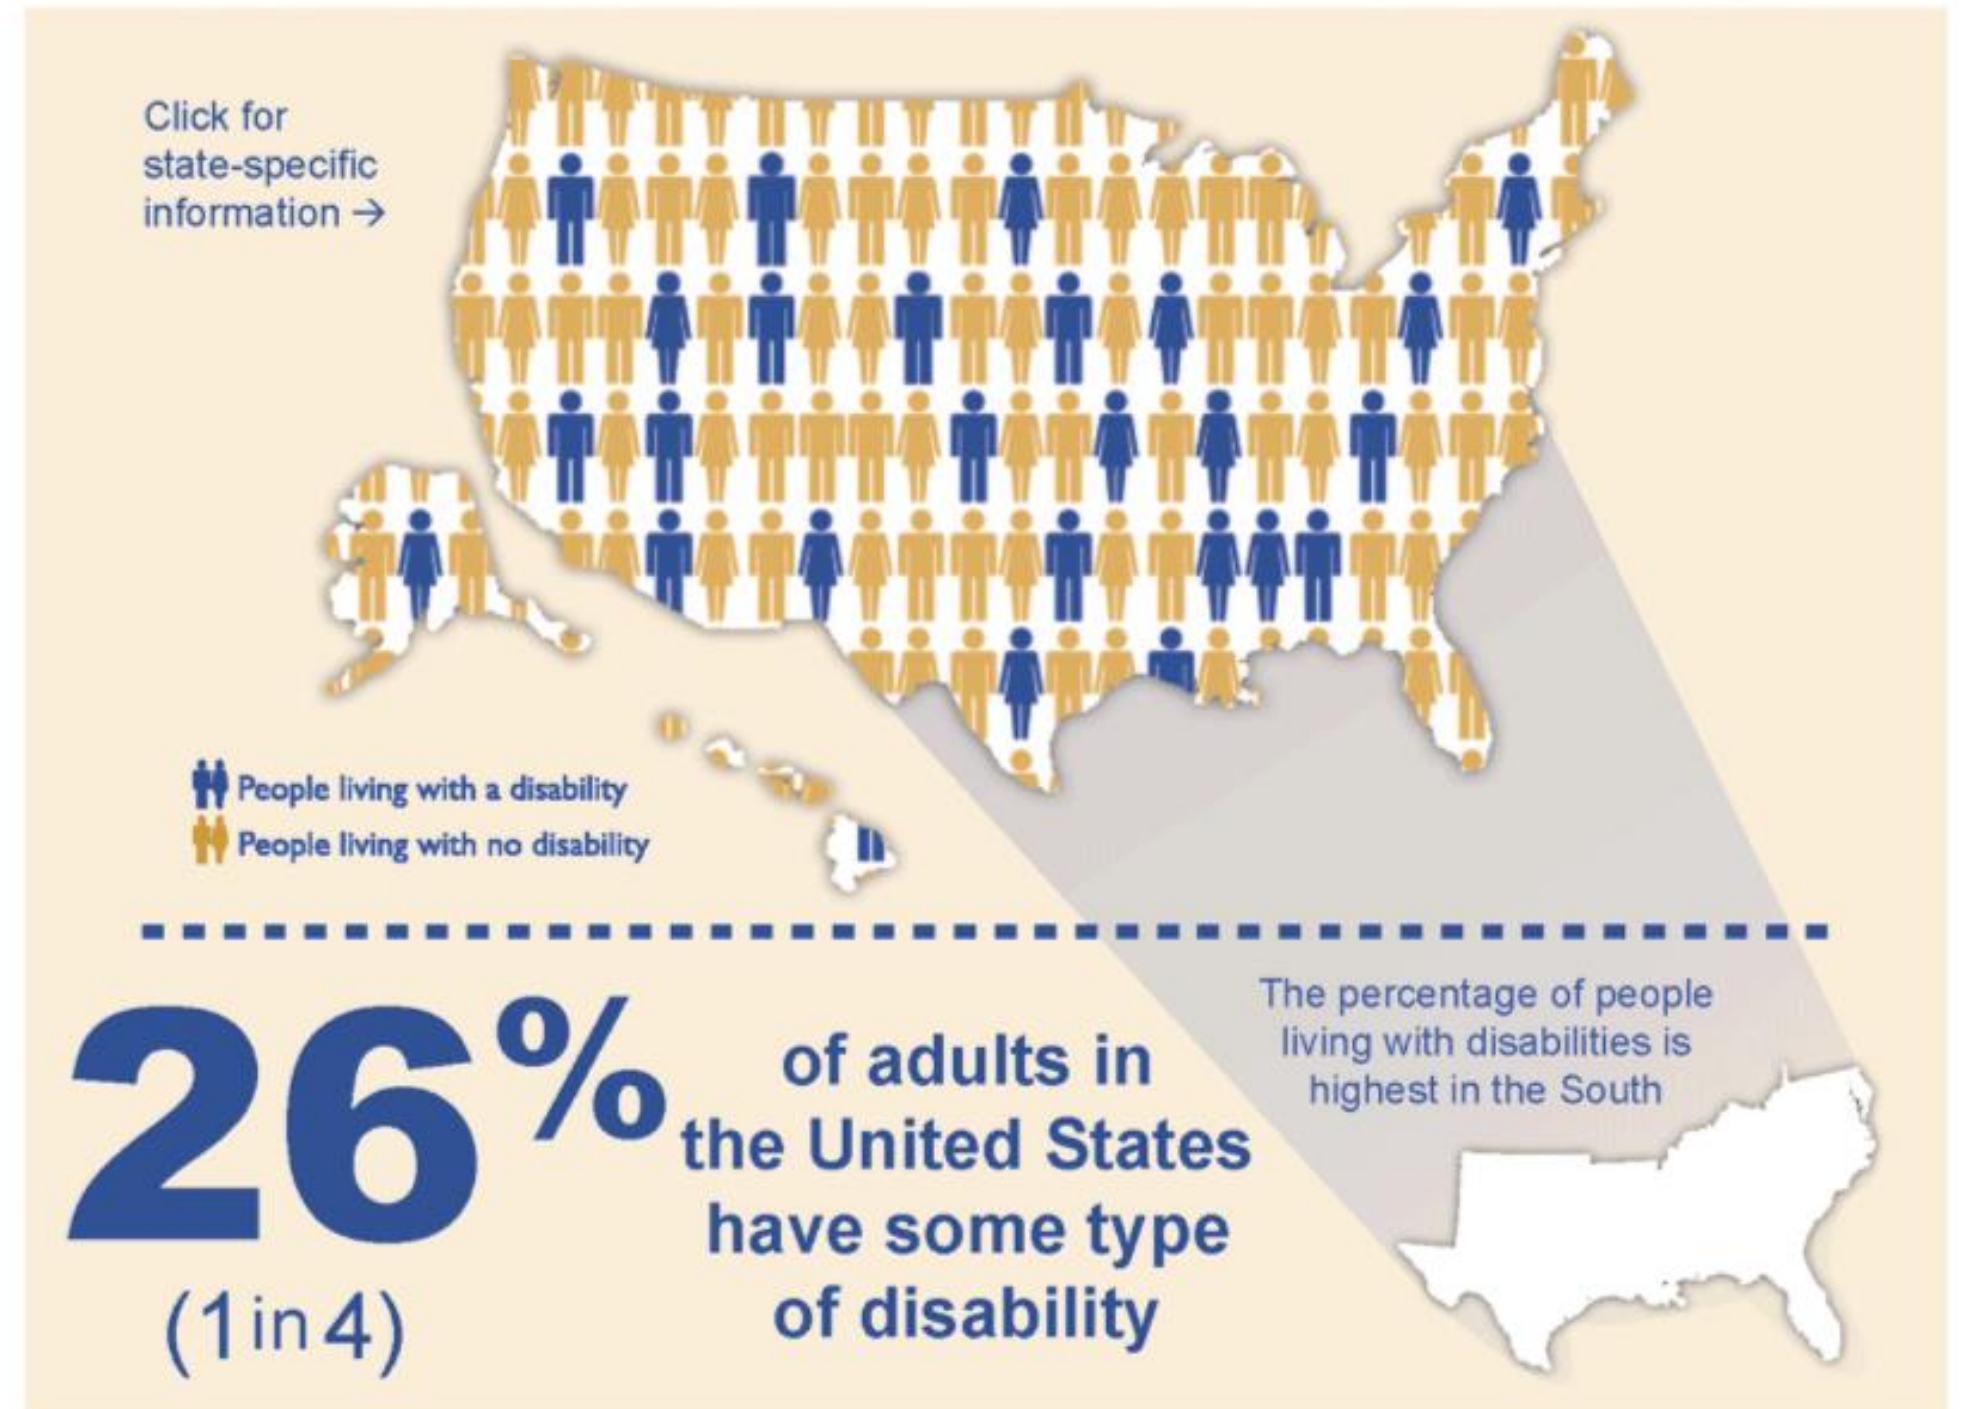 Click for
state-specific
information →
People living with a disability
People living with no disability
26%
(1 in 4)
of adults in
the United States
have some type
of disability
The percentage of people
living with disabilities is
highest in the South